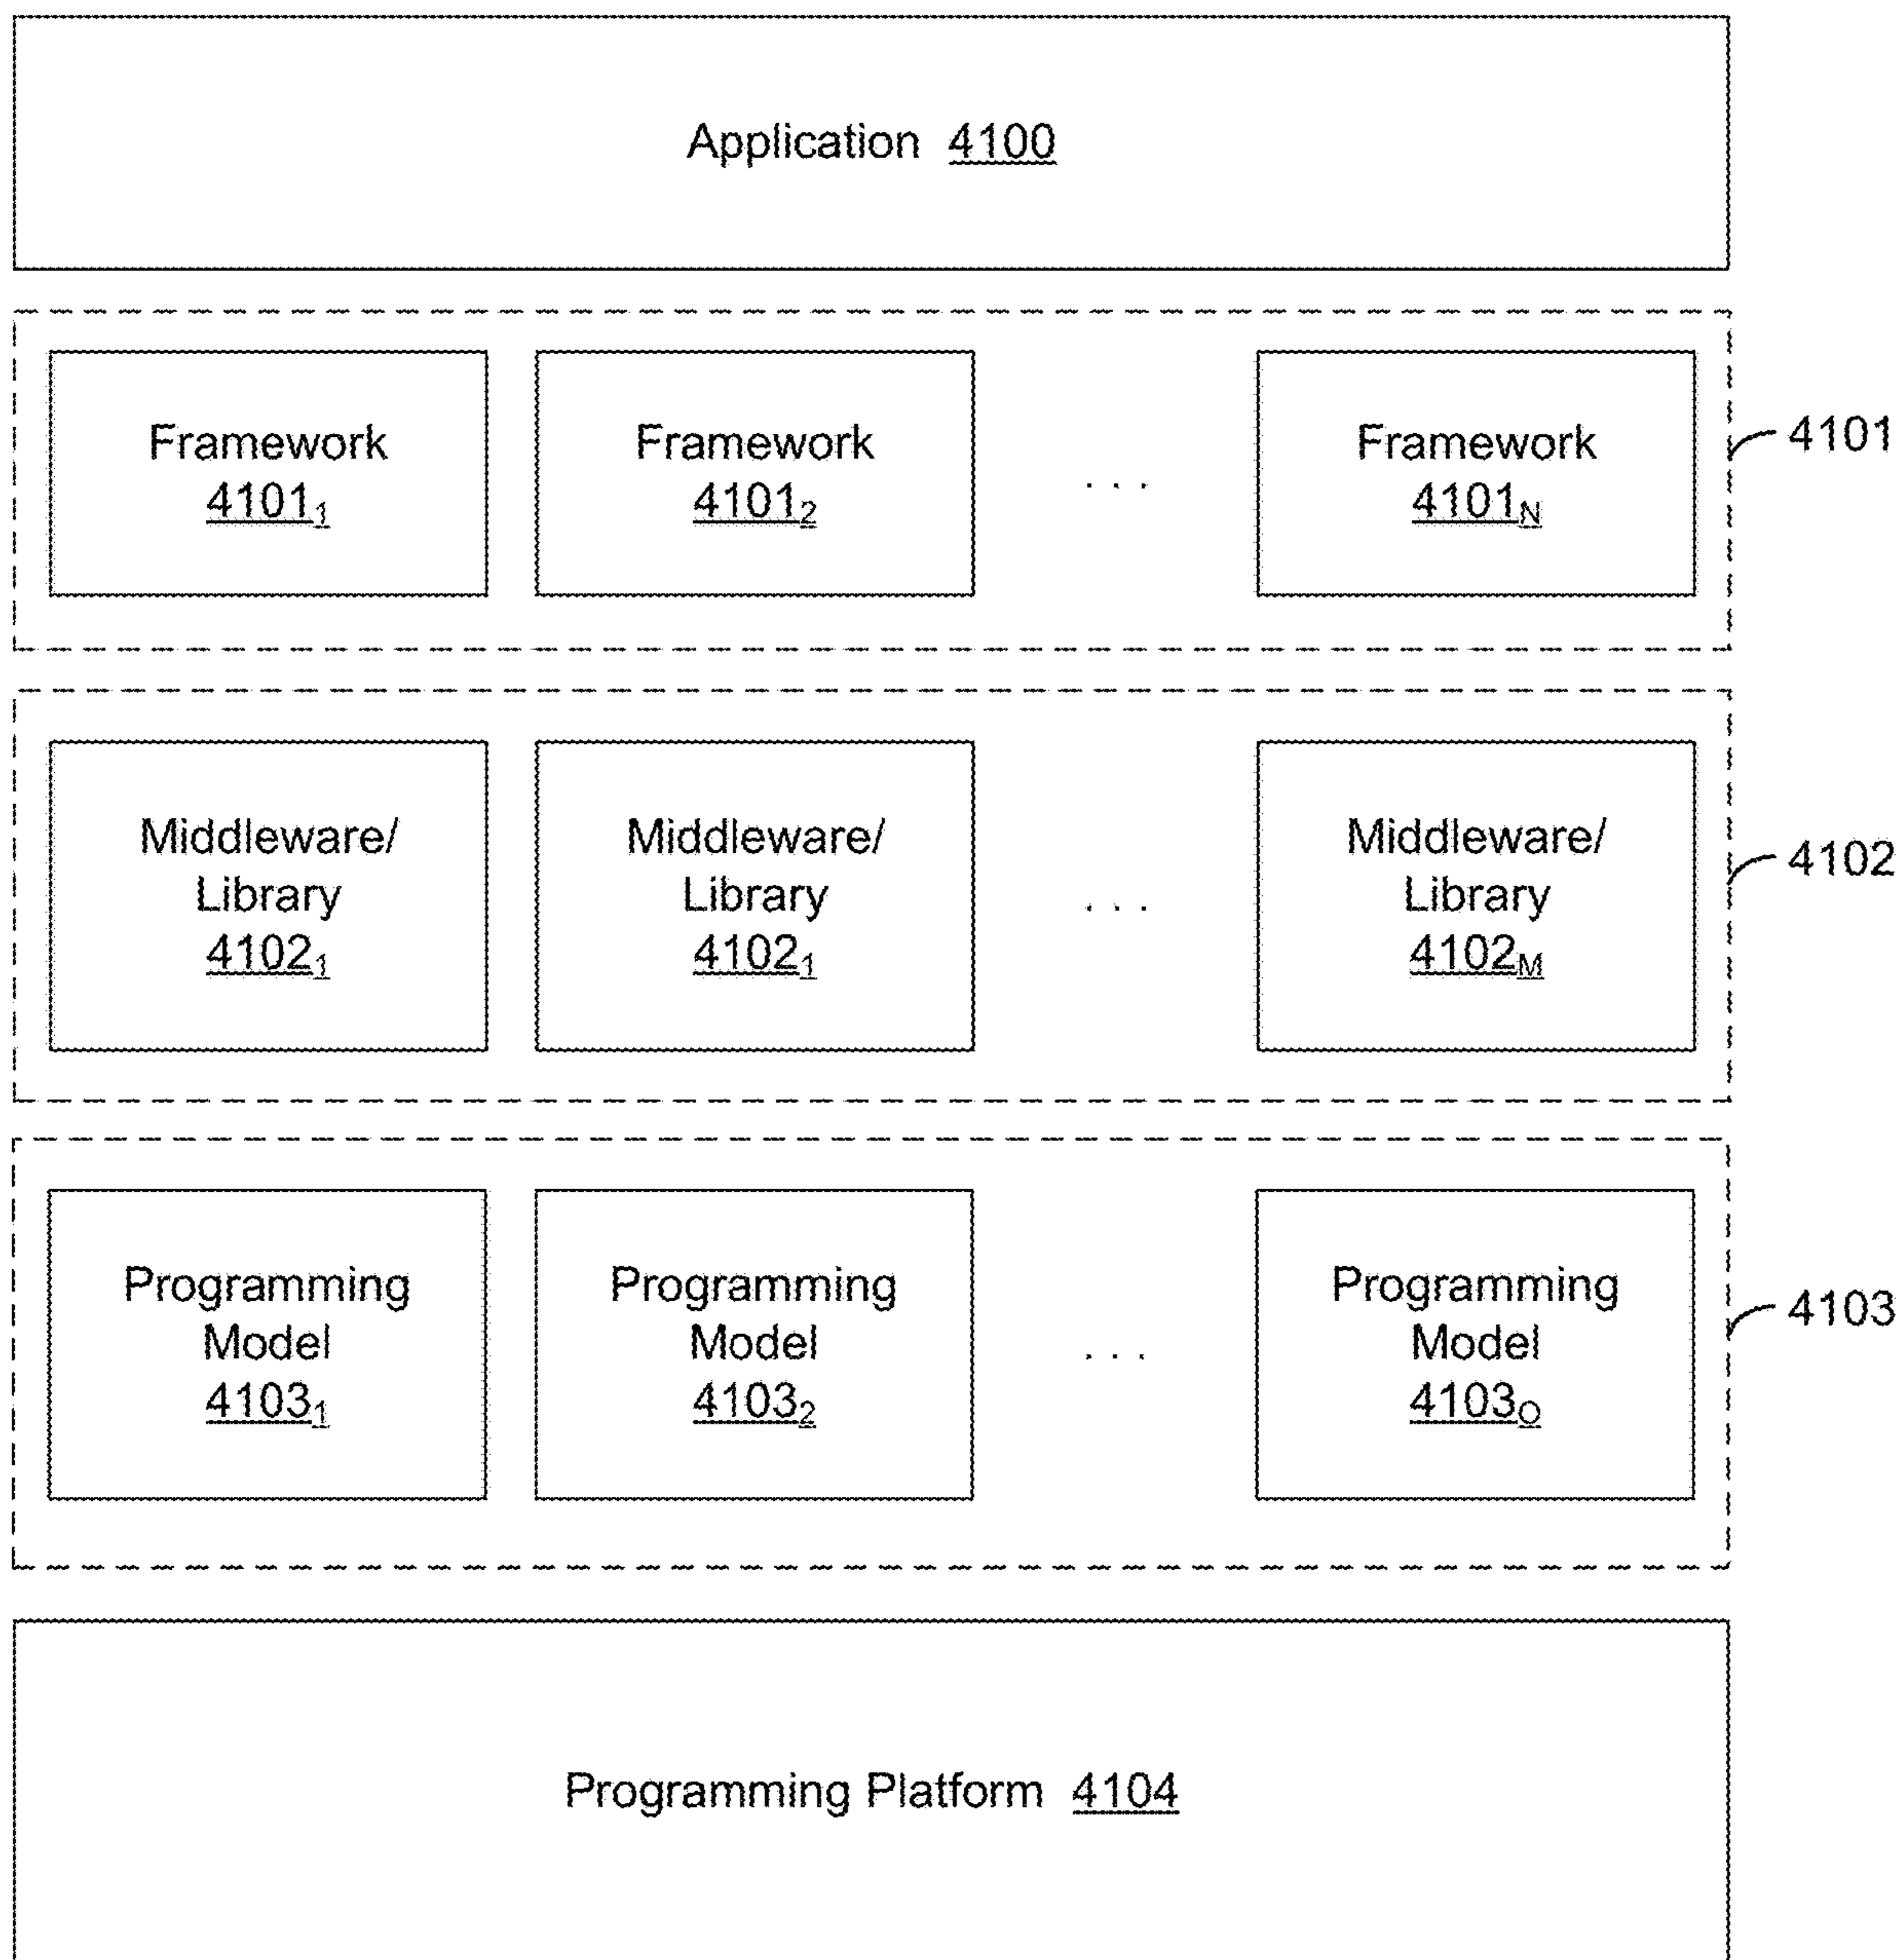 Application 4100
Framework
4101₁
Framework
4101₂
. . .
Framework
4101N
4101
Middleware/
Library
4102₁
Middleware/
Library
4102₁
. . .
Middleware/
Library
4102M
4102
Programming
Model
4103₁
Programming
Model
4103₂
. . .
Programming
Model
4103O
4103
Programming Platform 4104